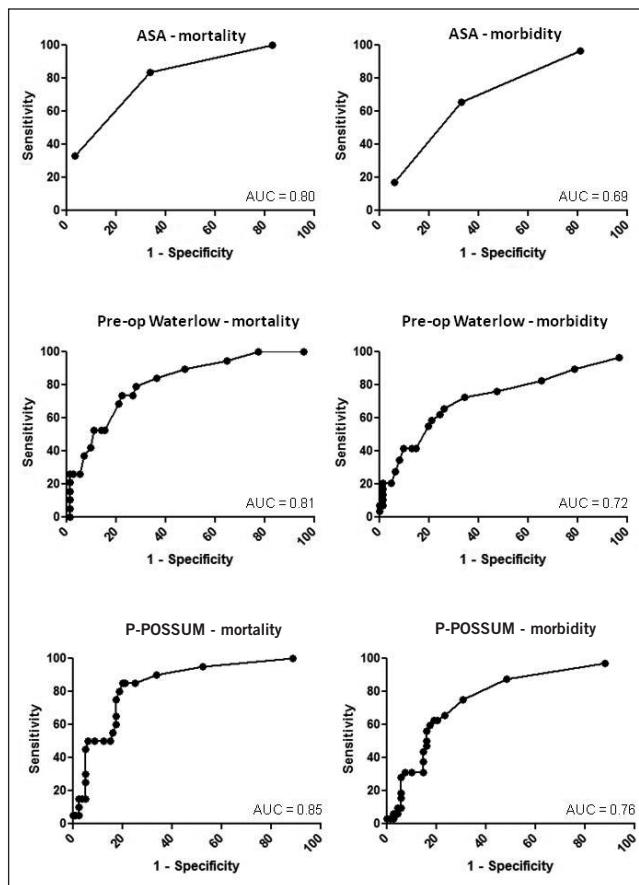 ASA - mortality
Sensitivity
100
80
60
40
20
0
0 20 40 60 80 100
AUC = 0.80
1 - Specificity
ASA - morbidity
Sensitivity
100
80
60
40
20
0
0 20 40 60 80 100
AUC = 0.69
1 - Specificity
Pre-op Waterlow - mortality
Sensitivity
100
80
60
40
20
0
0 20 40 60 80 100
AUC = 0.81
1 - Specificity
Pre-op Waterlow - morbidity
Sensitivity
100
80
60
40
20
0
0 20 40 60 80 100
AUC = 0.72
1 - Specificity
P-POSSUM - mortality
Sensitivity
100
80
60
40
20
0
0 20 40 60 80 100
AUC = 0.85
1 - Specificity
P-POSSUM - morbidity
Sensitivity
100
80
60
40
20
0
0 20 40 60 80 100
AUC = 0.76
1 - Specificity